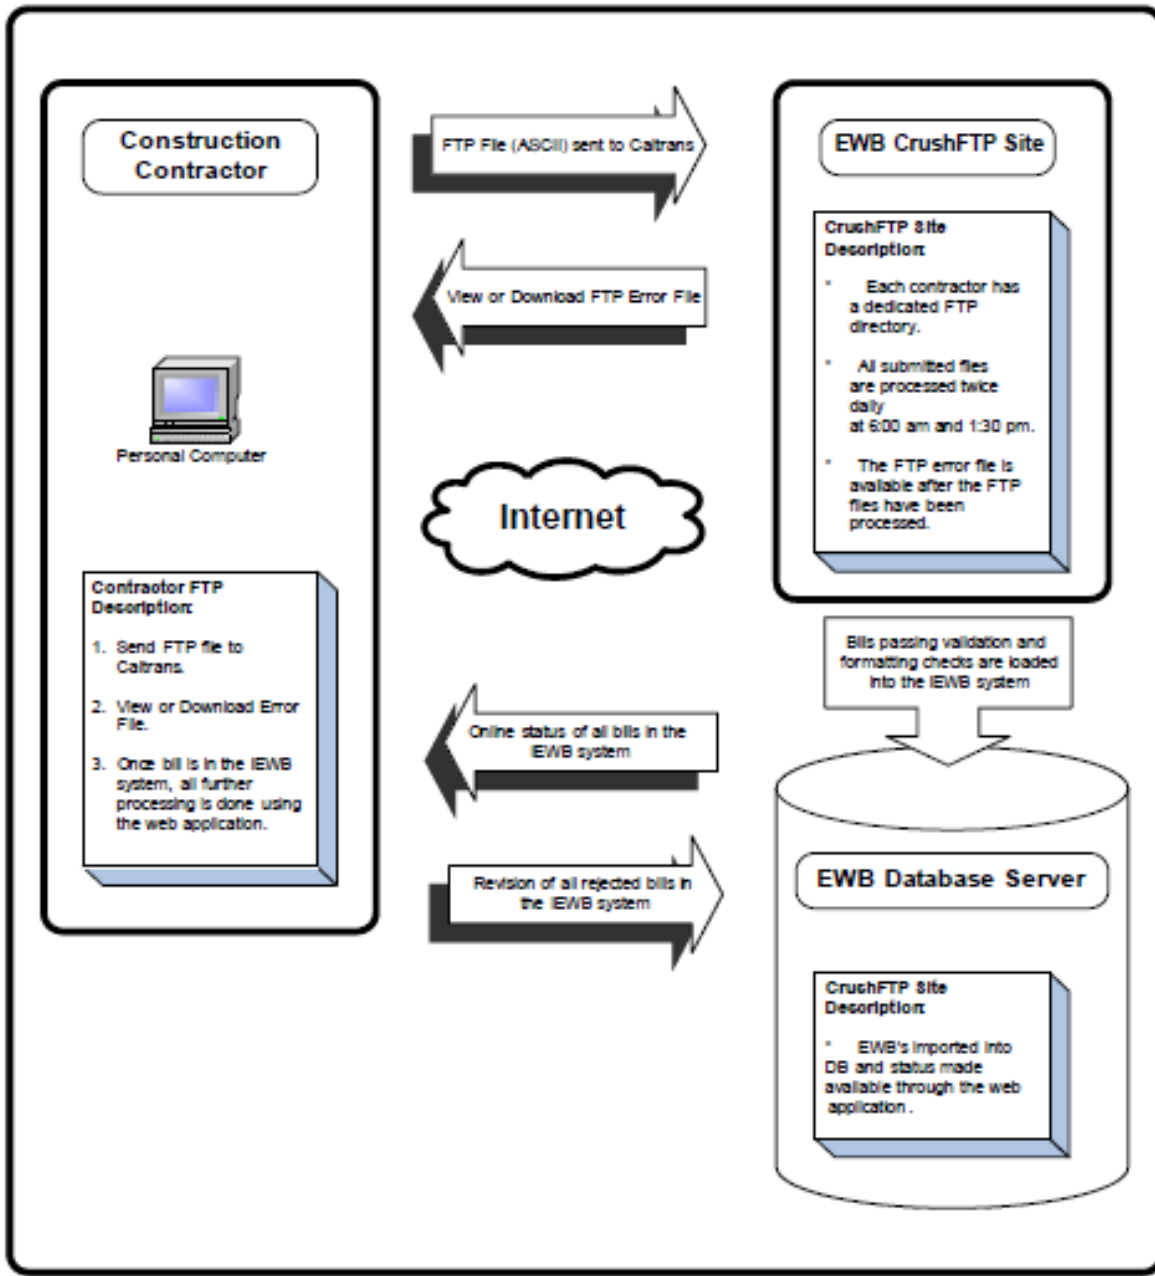 Construction
Contractor
FTP File (ASCII) sent to Caltrans
EWB CrushFTP Site
CrushFTP Site
Description:
* Each contractor has
a dedicated FTP
directory.
* All submitted files
are processed twice
daily
at 6:00 am and 1:30 pm.
* The FTP error file is
available after the FTP
files have been
processed.
View or Download FTP Error File
Personal Computer
Internet
Contractor FTP
Description:
1. Send FTP file to
Caltrans.
2. View or Download Error
File.
3. Once bill is in the IEWB
system, all further
processing is done using
the web application.
Bills passing validation and
formatting checks are loaded
into the IEWB system
Online status of all bills in the
IEWB system
Revision of all rejected bills in
the IEWB system
EWB Database Server
CrushFTP Site
Description:
* EWB's imported into
DB and status made
available through the web
application.